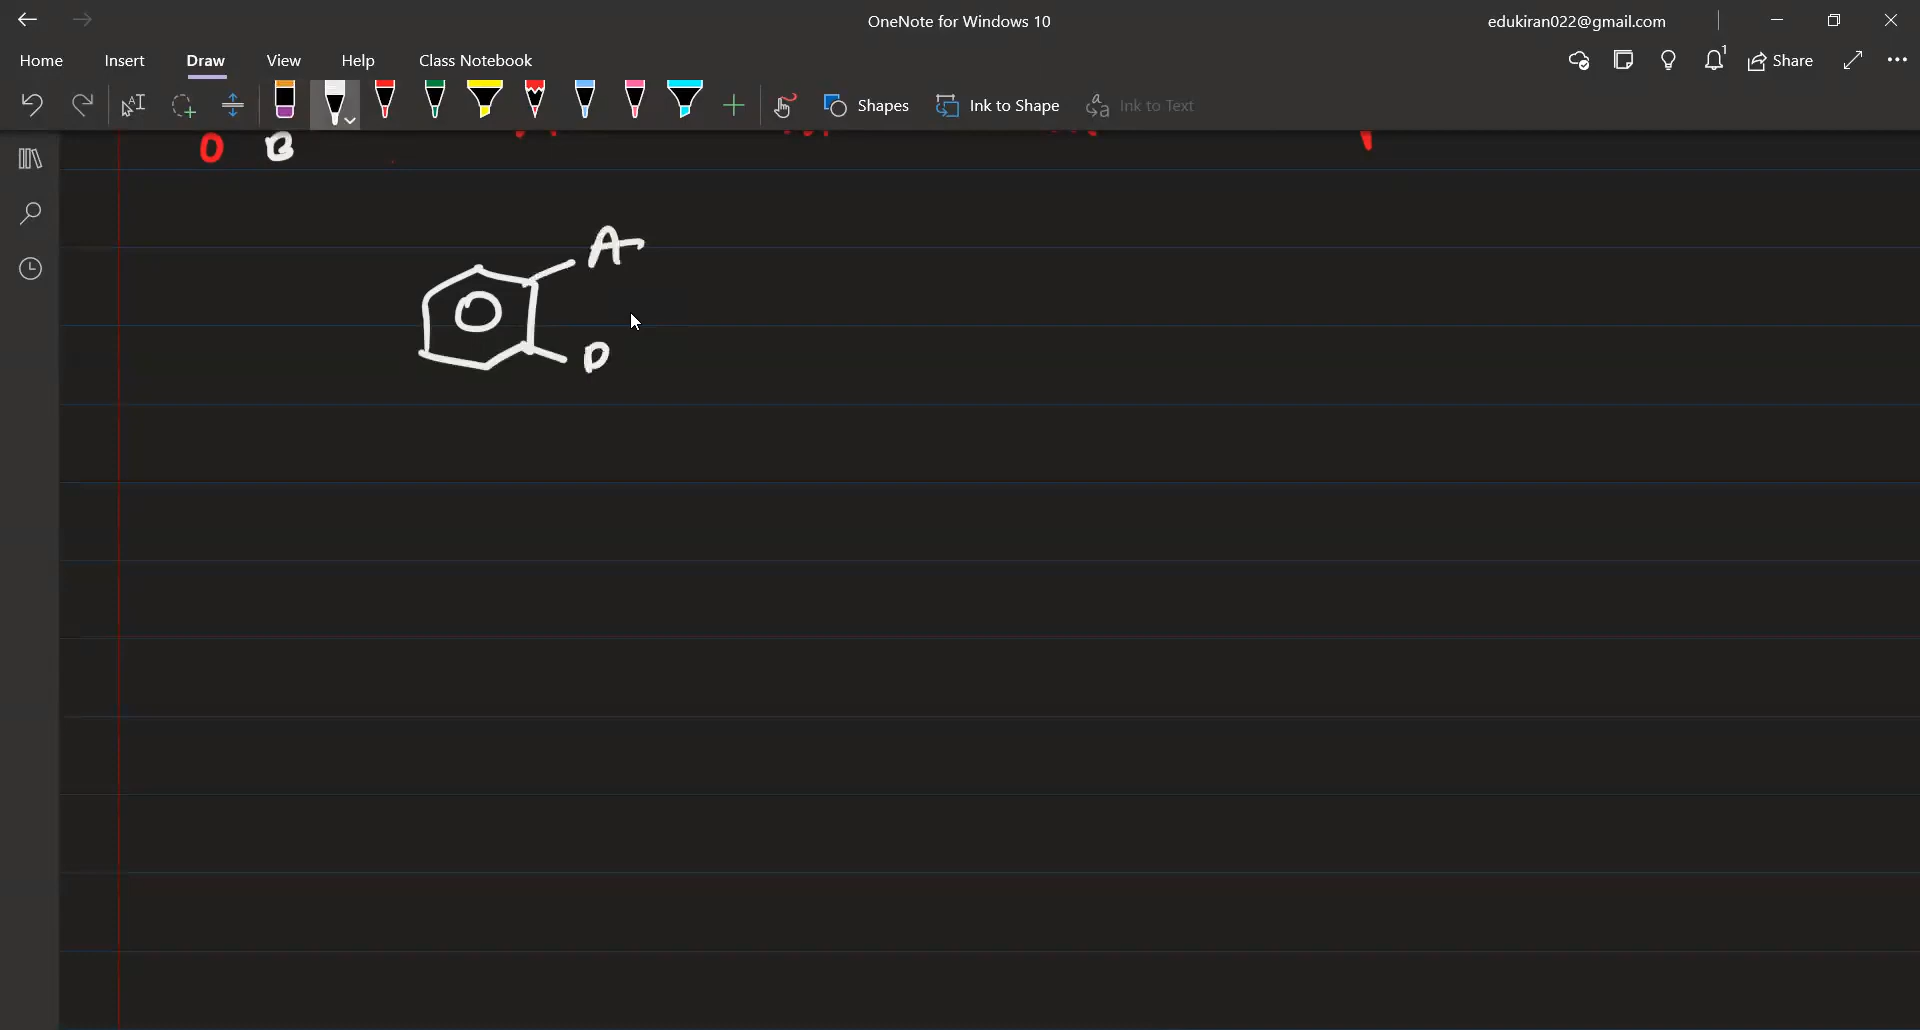 OneNote for Windows 10
edukiran022@gmail.com
Home Insert Draw View Help Class Notebook
1
Share
Shapes
Ink to Shape
Ink to Text
O B
A
D